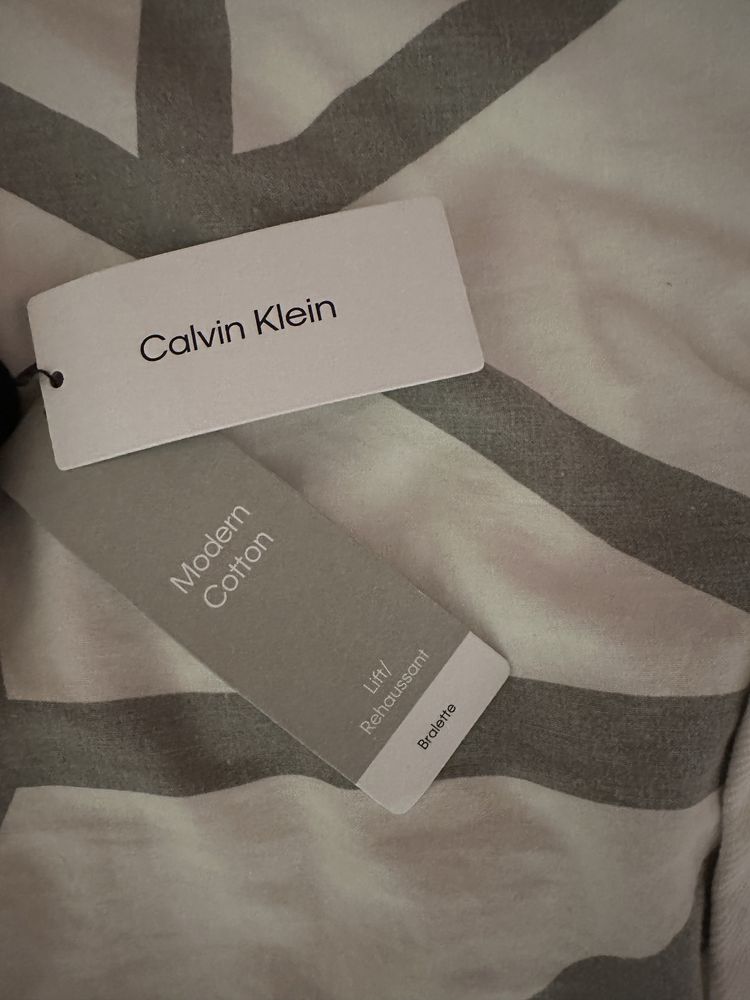 Calvin Klein
Modern
Cotton
Lift/
Rehaussant
Bralette